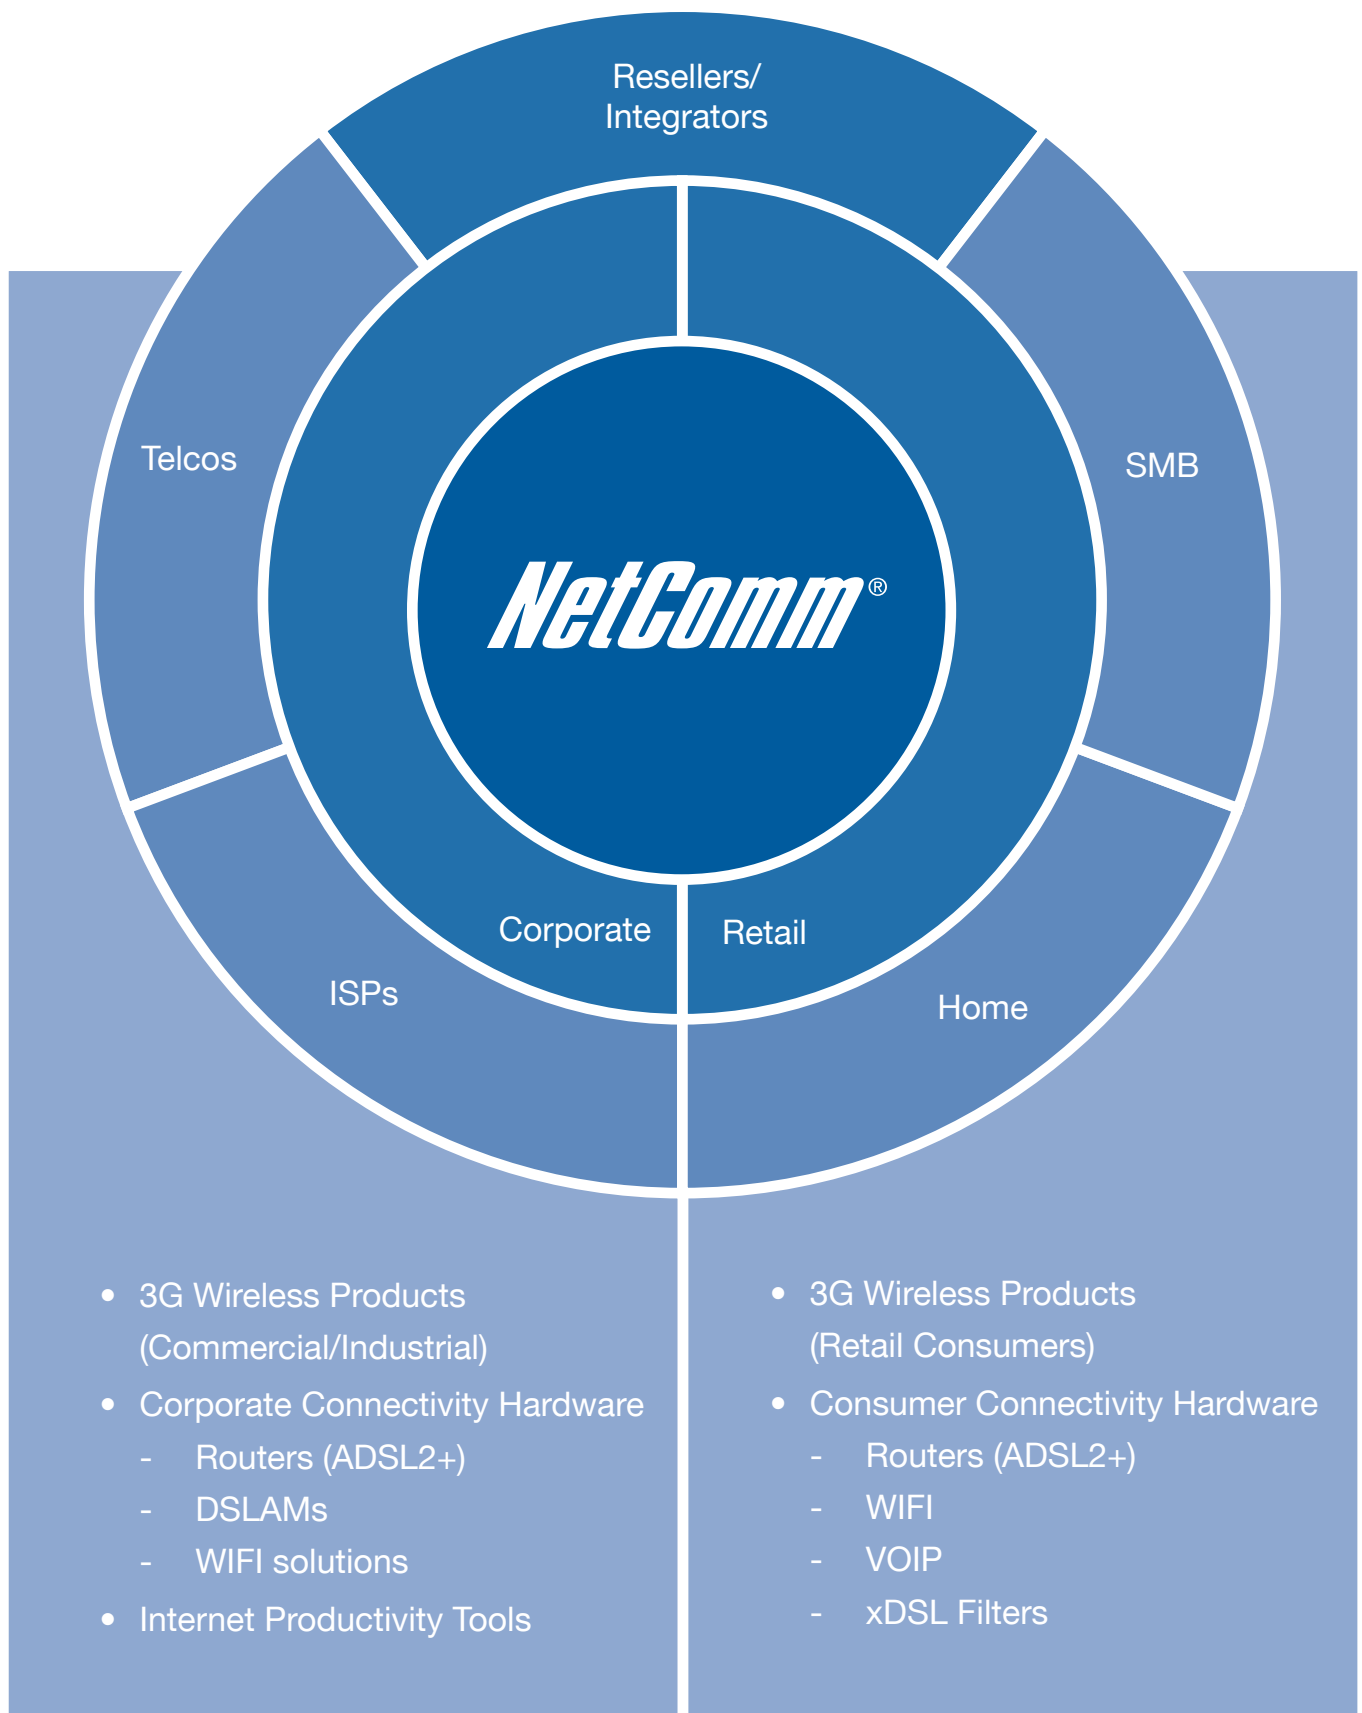 Resellers/
Integrators
Telcos
SMB
NetComm®
Corporate
Retail
ISPs
Home
• 3G Wireless Products
(Commercial/Industrial)
• Corporate Connectivity Hardware
- Routers (ADSL2+)
- DSLAMs
- WIFI solutions
• Internet Productivity Tools
• 3G Wireless Products
(Retail Consumers)
• Consumer Connectivity Hardware
- Routers (ADSL2+)
- WIFI
- VOIP
- xDSL Filters